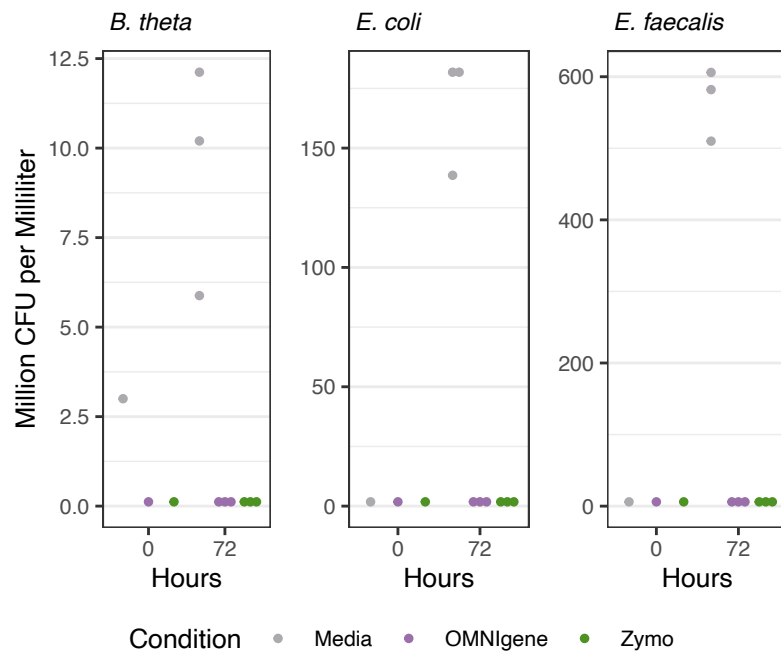 B. theta
E. coli
E. faecalis
Million CFU per Milliliter
12.5
10.0
7.5
5.0
2.5
0.0
0
72
Hours
150
100
50
0
0
72
Hours
600
400
200
0
0
72
Hours
Condition Media OMNIgene Zymo